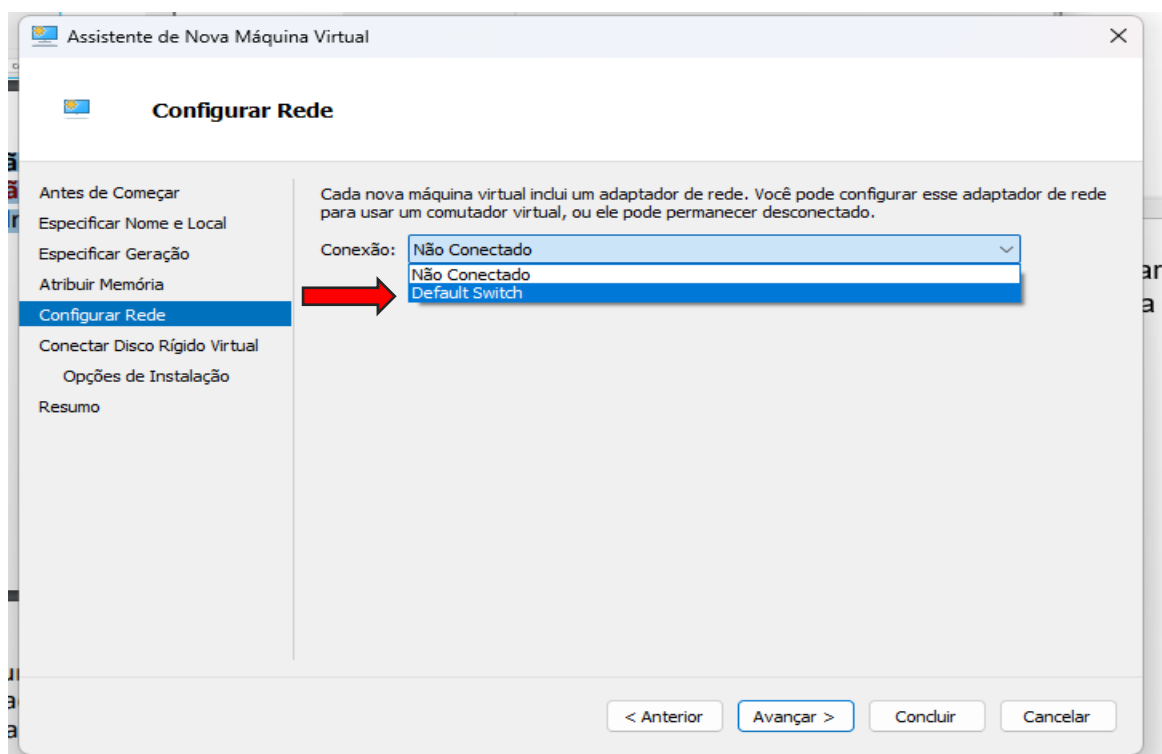 Assistente de Nova Máquina Virtual
Configurar Rede
Antes de Começar
Especificar Nome e Local
Especificar Geração
Atribuir Memória
Configurar Rede
Conectar Disco Rígido Virtual
Opções de Instalação
Resumo
Cada nova máquina virtual inclui um adaptador de rede. Você pode configurar esse adaptador de rede
para usar um comutador virtual, ou ele pode permanecer desconectado.
Conexão: Não Conectado
Não Conectado
Default Switch
< Anterior
Avançar >
Concluir
Cancelar